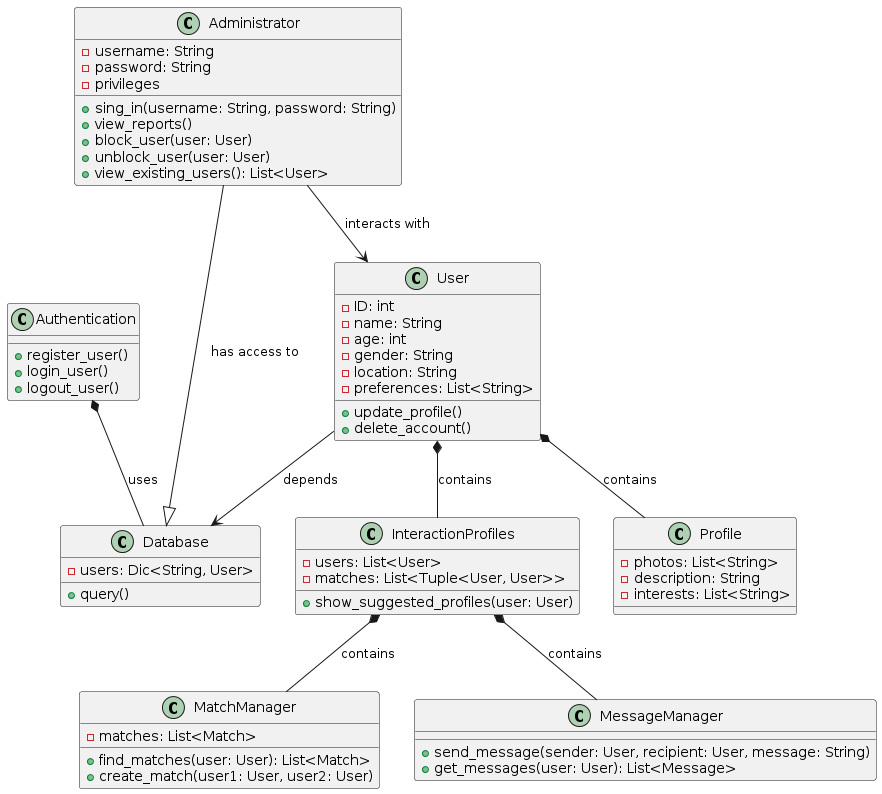 C Administrator
username: String
password: String
privileges
sing_in(username: String, password: String)
view_reports()
block_user(user: User)
unblock_user(user: User)
view_existing_users(): List<User>
interacts with
C User
ID: int
name: String
age: int
gender: String
location: String
preferences: List<String>
update_profile()
delete_account()
C Authentication
register_user()
login_user()
logout_user()
has access to
uses
depends
contains
contains
C Database
users: Dic<String, User>
query()
C InteractionProfiles
users: List<User>
matches: List<Tuple<User, User>>
show_suggested_profiles(user: User)
C Profile
photos: List<String>
description: String
interests: List<String>
contains
contains
C MatchManager
matches: List<Match>
find_matches(user: User): List<Match>
create_match(user1: User, user2: User)
C MessageManager
send_message(sender: User, recipient: User, message: String)
get_messages(user: User): List<Message>